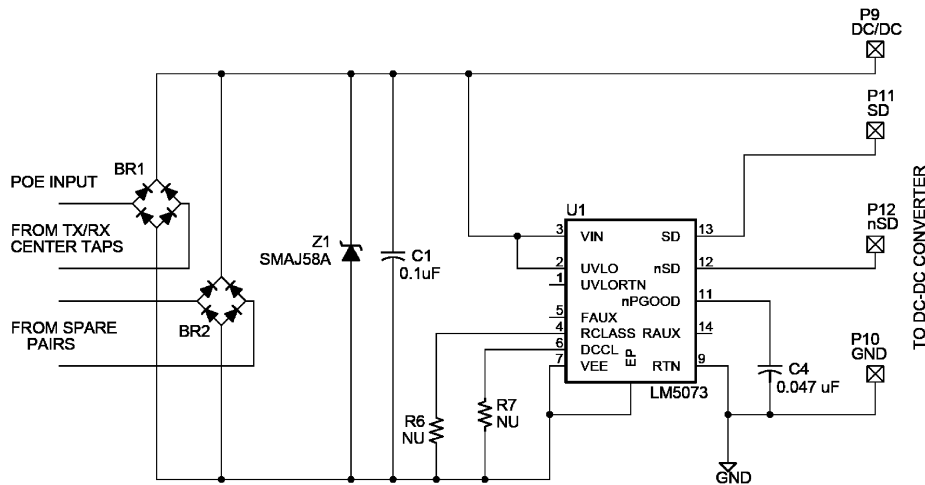 P9
DC/DC
P11
SD
BR1
POE INPUT
FROM TX/RX
CENTER TAPS
FROM SPARE
PAIRS
BR2
Z1
SMAJ58A
C1
0.1uF
U1
3 VIN SD 13
2 UVLO nSD 12
1 UVLORTN
nPGOOD 11
5 FAUX
4 RCLASS RAUX 14
6 DCCL
7 VEE EP RTN 9
LM5073
P12
nSD
P10
GND
C4
0.047 uF
R6
NU
R7
NU
GND
TO DC-DC CONVERTER